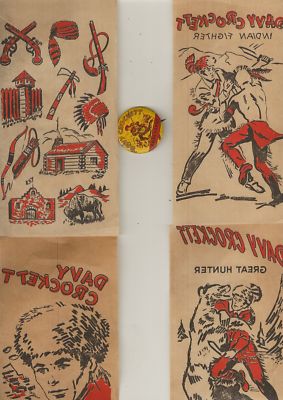 DAVY CROCKETT
INDIAN FIGHTER
DAVY CROCKETT
GREAT HUNTER
DAVY
CROCKETT